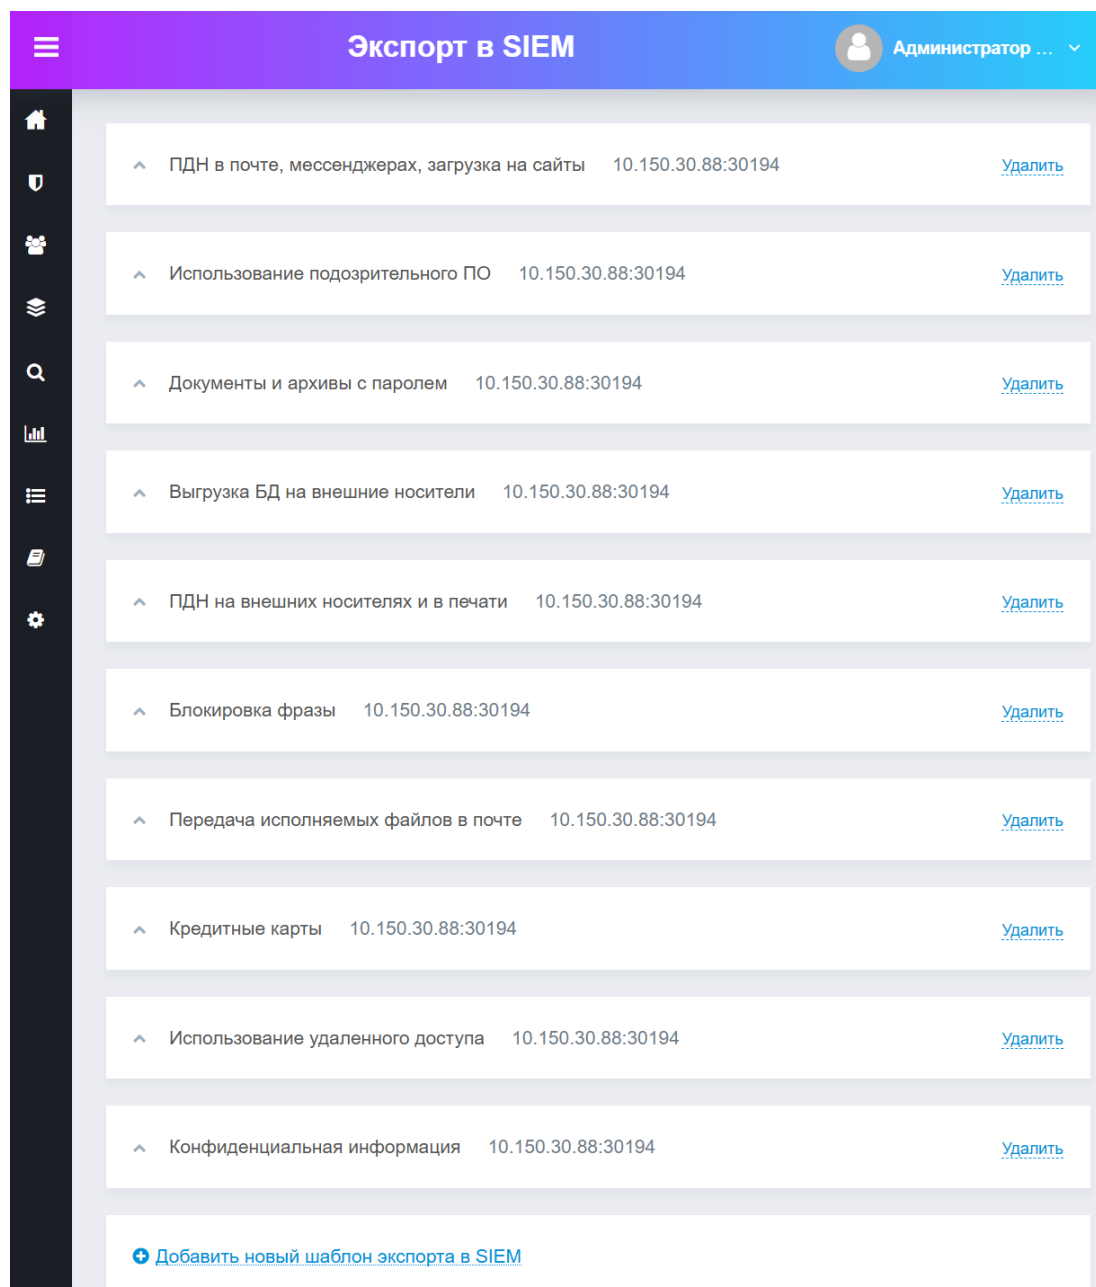 Экспорт в SIEM
Администратор ...
ПДН в почте, мессенджерах, загрузка на сайты 10.150.30.88:30194 Удалить
Использование подозрительного ПО 10.150.30.88:30194 Удалить
Документы и архивы с паролем 10.150.30.88:30194 Удалить
Выгрузка БД на внешние носители 10.150.30.88:30194 Удалить
ПДН на внешних носителях и в печати 10.150.30.88:30194 Удалить
Блокировка фразы 10.150.30.88:30194 Удалить
Передача исполняемых файлов в почте 10.150.30.88:30194 Удалить
Кредитные карты 10.150.30.88:30194 Удалить
Использование удаленного доступа 10.150.30.88:30194 Удалить
Конфиденциальная информация 10.150.30.88:30194 Удалить
Добавить новый шаблон экспорта в SIEM